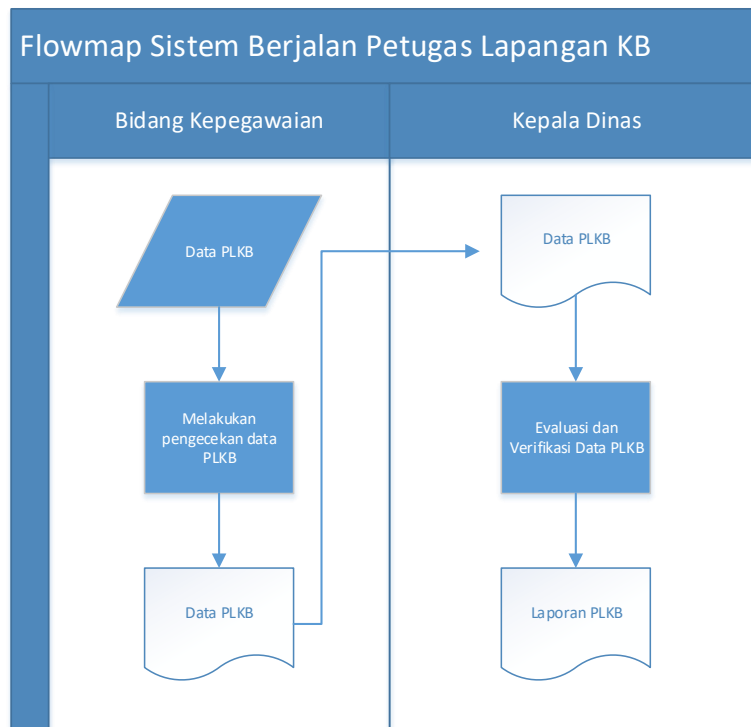 Flowmap Sistem Berjalan Petugas Lapangan KB
Bidang Kepegawaian
Kepala Dinas
Data PLKB
Melakukan
pengecekan data
PLKB
Data PLKB
Data PLKB
Evaluasi dan
Verifikasi Data PLKB
Laporan PLKB